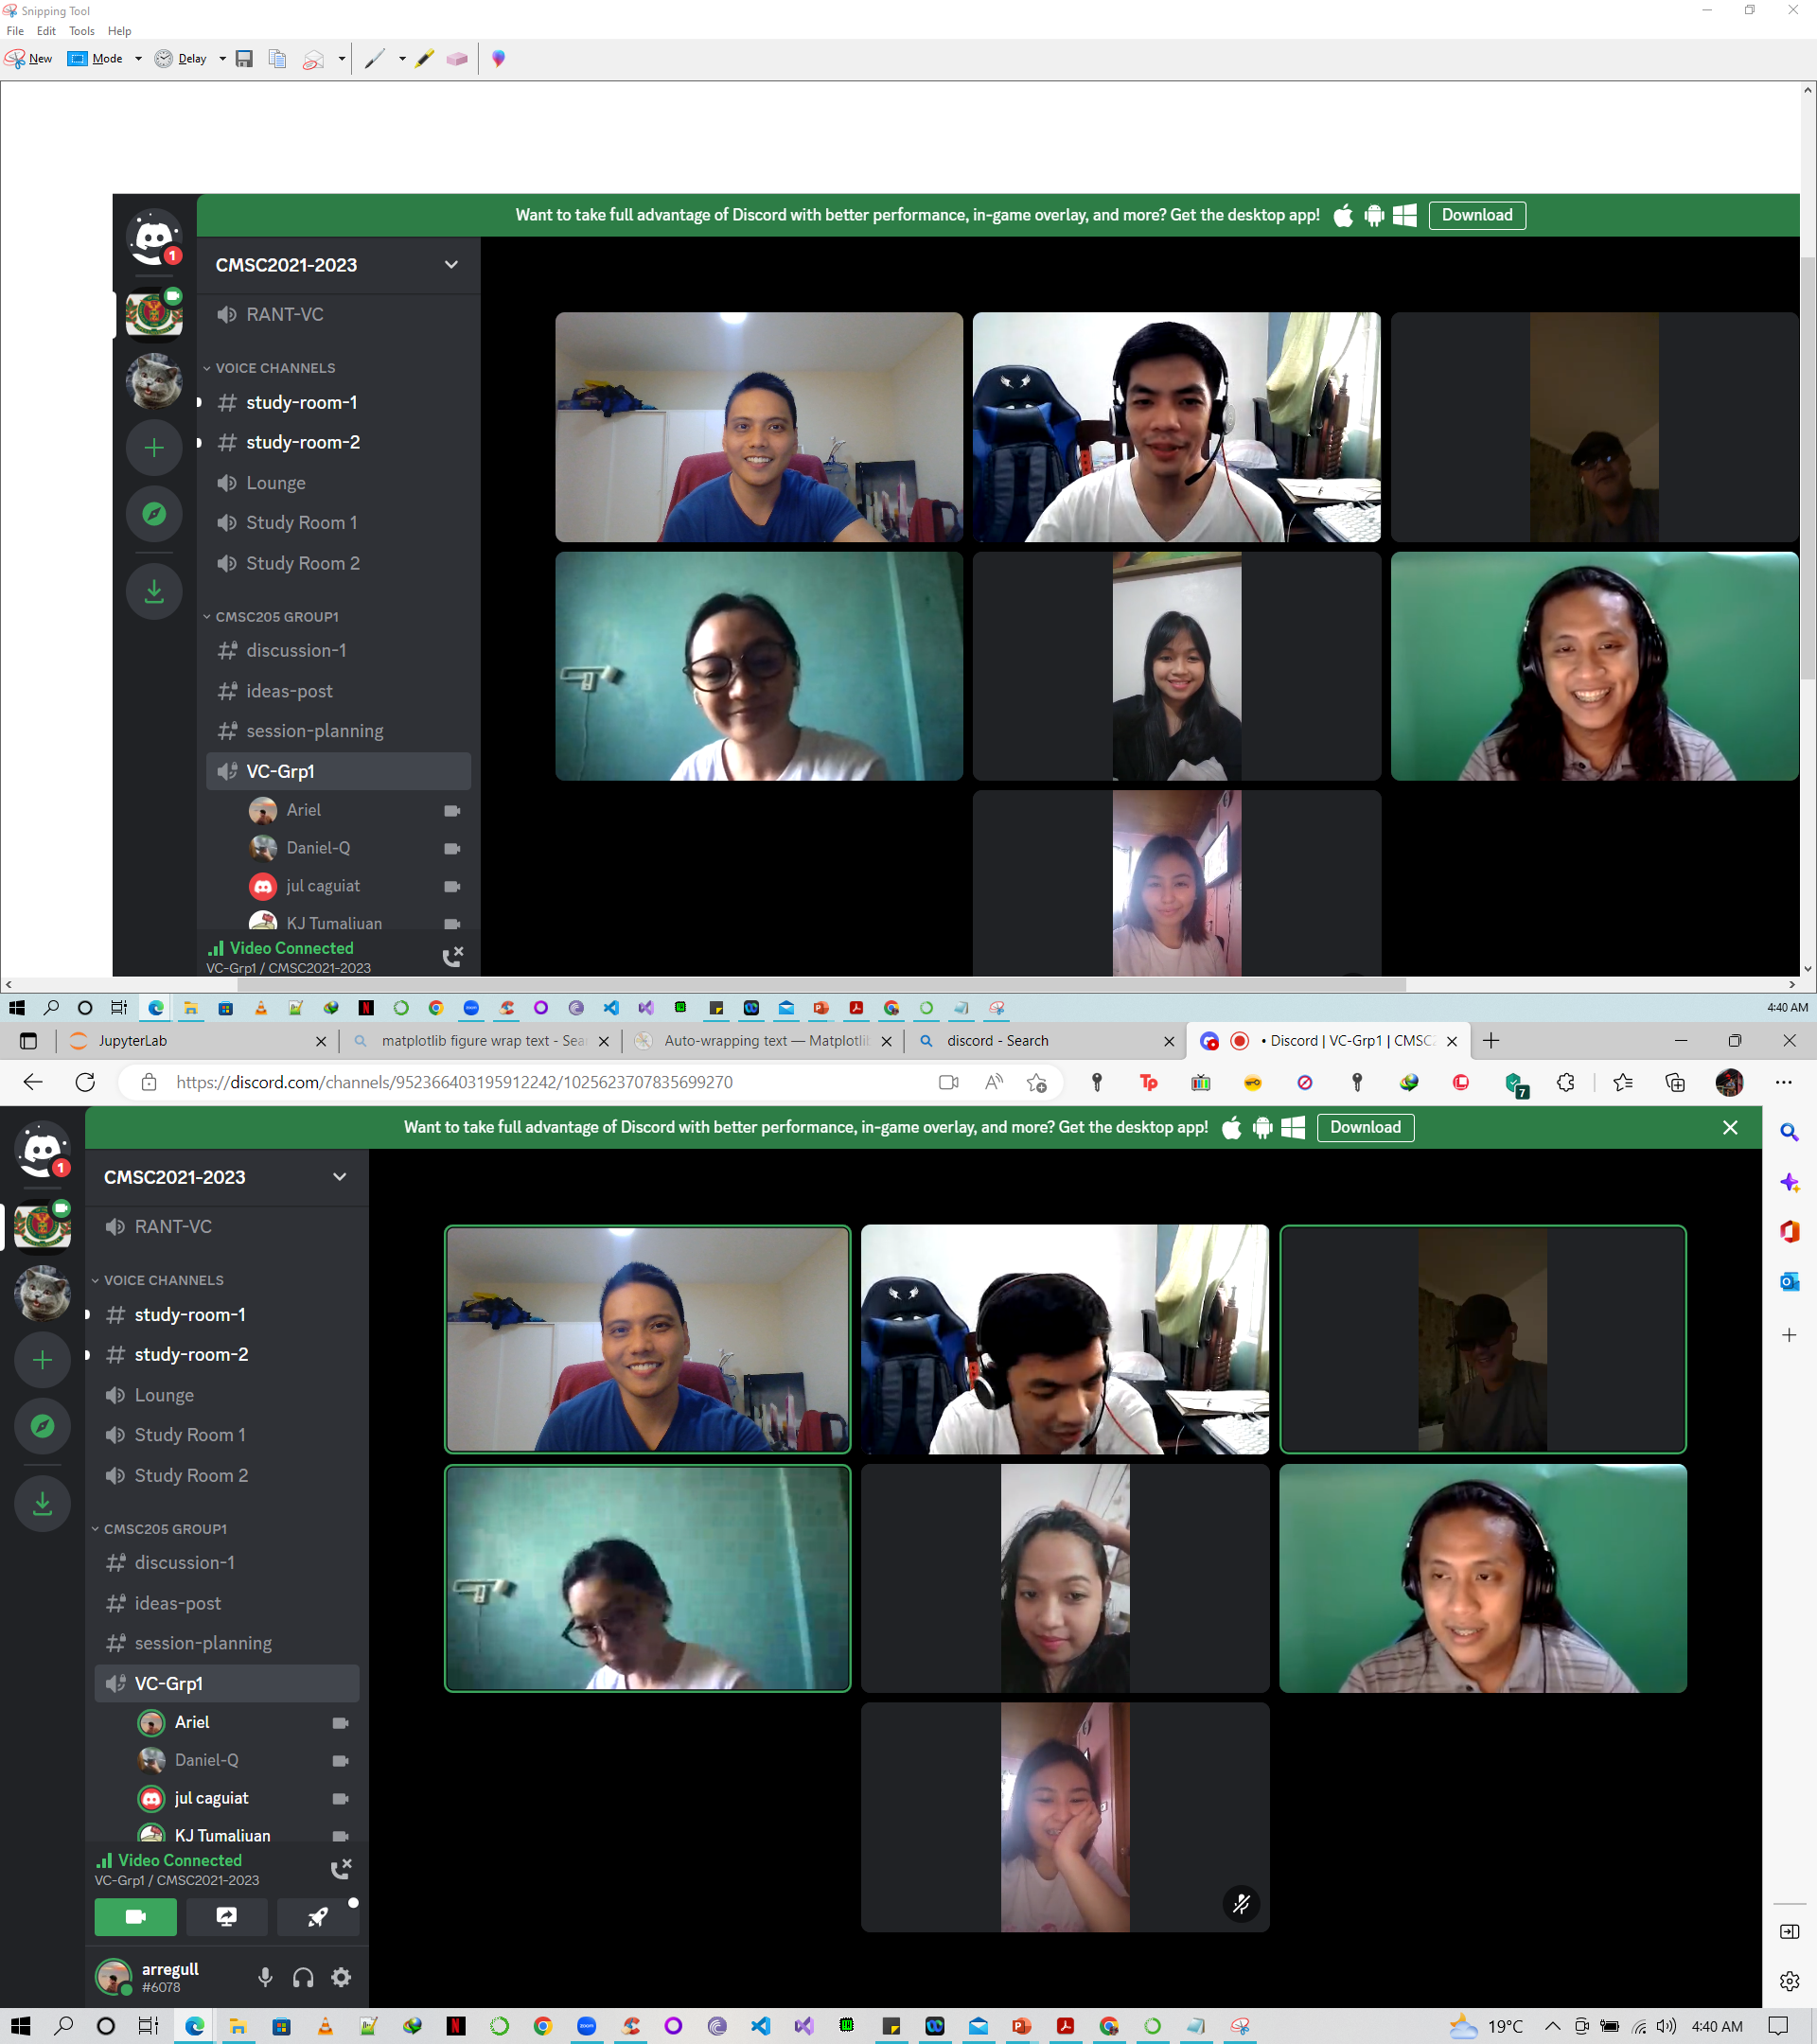 Snipping Tool
File Edit Tools Help
New Mode Delay
Want to take full advantage of Discord with better performance, in-game overlay, and more? Get the desktop app! Download
1
CMSC2021-2023
RANT-VC
VOICE CHANNELS
study-room-1
study-room-2
Lounge
Study Room 1
Study Room 2
CMSC205 GROUP1
discussion-1
ideas-post
session-planning
VC-Grp1
Ariel
Daniel-Q
jul caguiat
KJ Tumaliuan
Video Connected
VC-Grp1 / CMSC2021-2023
4:40 AM
JupyterLab
matplotlib figure wrap text - Sea
Auto-wrapping text — Matplotli
discord - Search
• Discord | VC-Grp1 | CMSC2
https://discord.com/channels/952366403195912242/1025623707835699270
7
Want to take full advantage of Discord with better performance, in-game overlay, and more? Get the desktop app! Download
1
CMSC2021-2023
RANT-VC
VOICE CHANNELS
study-room-1
study-room-2
Lounge
Study Room 1
Study Room 2
CMSC205 GROUP1
discussion-1
ideas-post
session-planning
VC-Grp1
Ariel
Daniel-Q
jul caguiat
KJ Tumaliuan
Video Connected
VC-Grp1 / CMSC2021-2023
arregull
#6078
19°C 4:40 AM